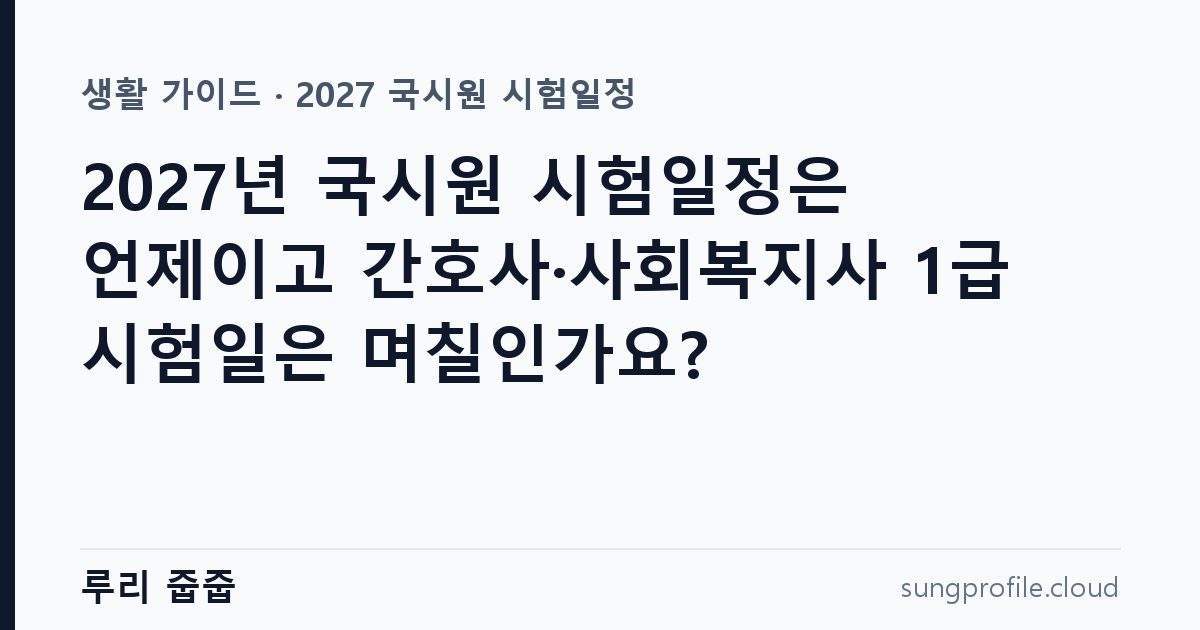 생활 가이드 · 2027 국시원 시험일정
2027년 국시원 시험일정은
언제이고 간호사·사회복지사 1급
시험일은 며칠인가요?
루리 줍줍
sungprofile.cloud